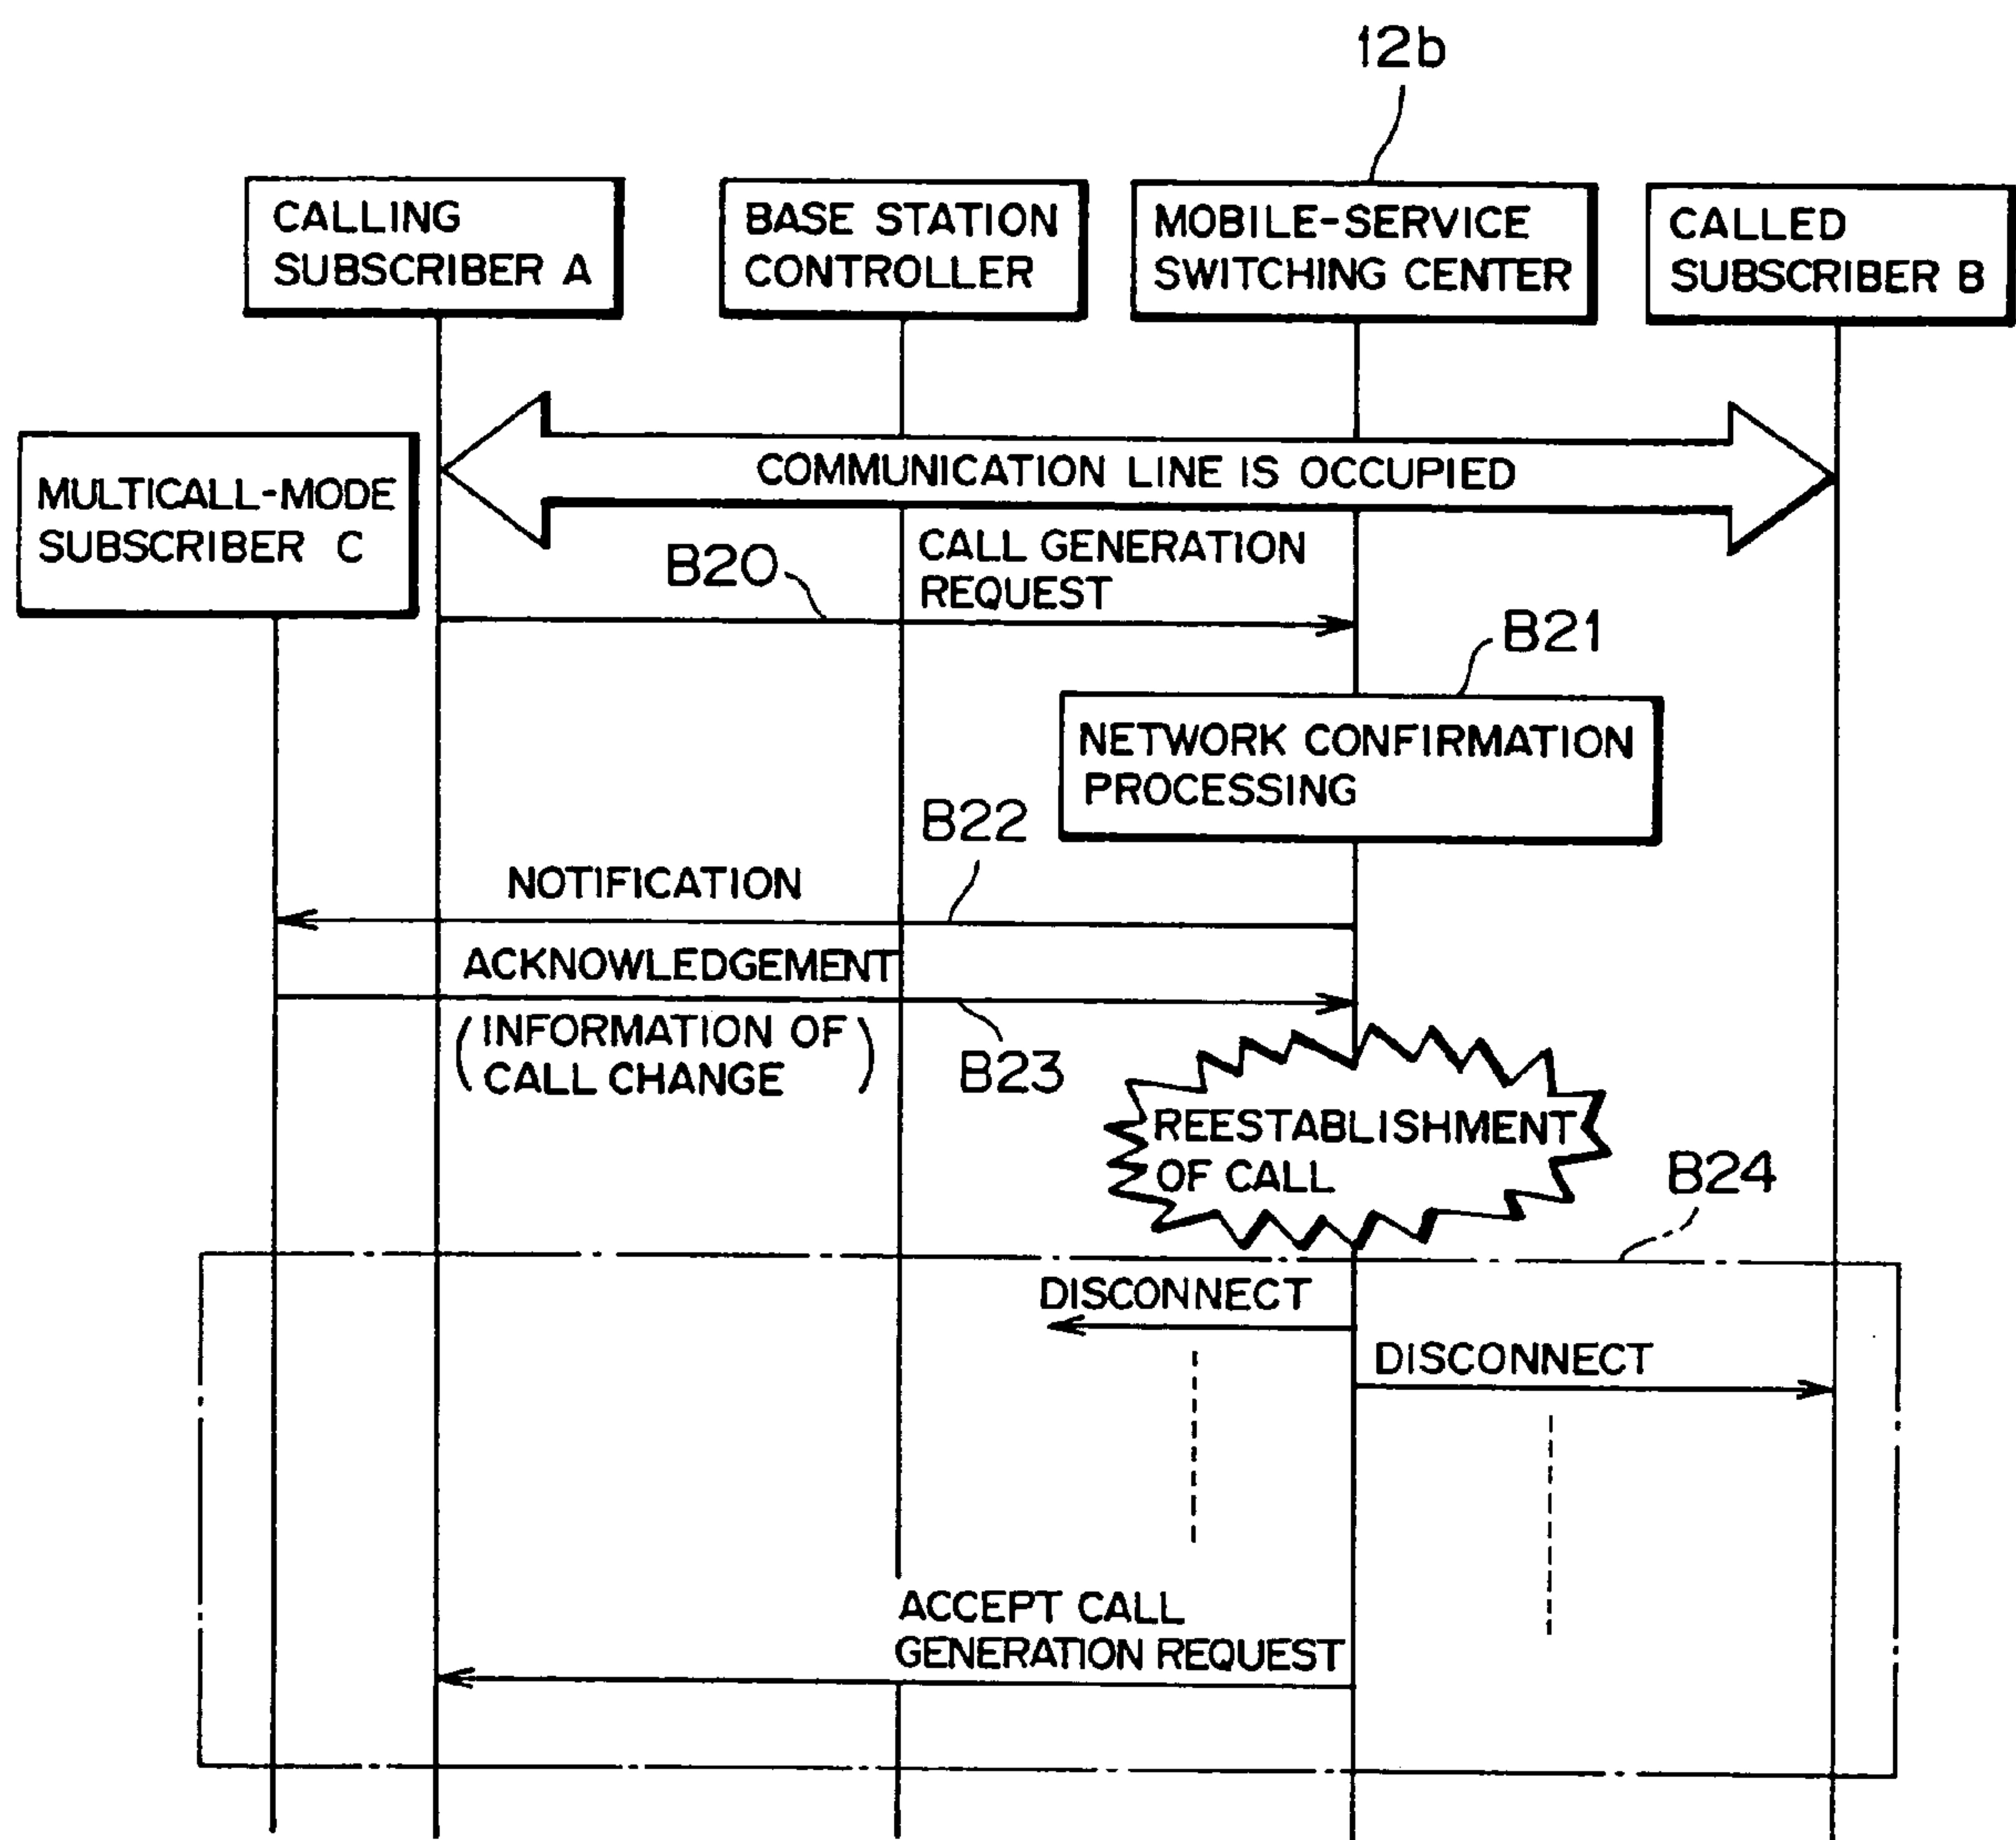 12b
CALLING
SUBSCRIBER A
BASE STATION
CONTROLLER
MOBILE-SERVICE
SWITCHING CENTER
CALLED
SUBSCRIBER B
MULTICALL-MODE
SUBSCRIBER C
COMMUNICATION LINE IS OCCUPIED
B20
CALL GENERATION
REQUEST
B21
NETWORK CONFIRMATION
PROCESSING
B22
NOTIFICATION
ACKNOWLEDGEMENT
(INFORMATION OF
CALL CHANGE)
B23
REESTABLISHMENT
OF CALL
B24
DISCONNECT
DISCONNECT
ACCEPT CALL
GENERATION REQUEST